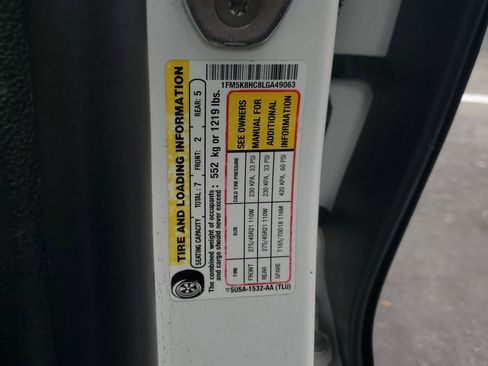 1FM5K8HC8LGA49063
TIRE AND LOADING INFORMATION
SEATING CAPACITY TOTAL: 7 FRONT: 2 REAR: 5
The combined weight of occupants
and cargo should never exceed : 552 kg or 1219 lbs.
TIRE SIZE COLD TIRE PRESSURE
FRONT 275/45R21 110W 230 KPA, 33 PSI
REAR 275/45R21 110W 230 KPA, 33 PSI
SPARE T165/70D18 116M 420 KPA, 60 PSI
SEE OWNERS
MANUAL FOR
ADDITIONAL
INFORMATION
5U5A-1532-AA (TLU)